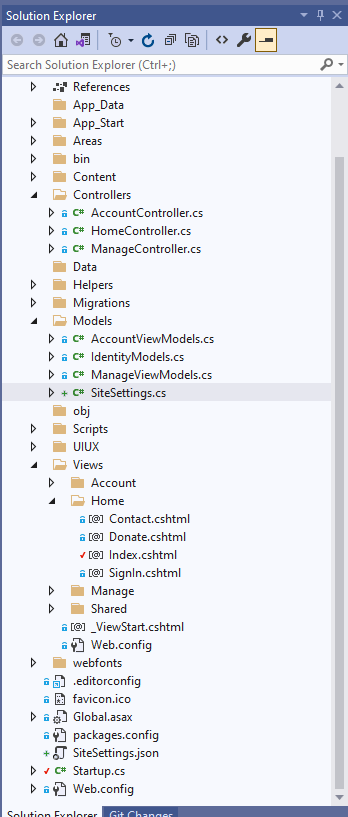 Solution Explorer
Search Solution Explorer (Ctrl+;)
References
App_Data
App_Start
Areas
bin
Content
Controllers
C# AccountController.cs
C# HomeController.cs
C# ManageController.cs
Data
Helpers
Migrations
Models
C# AccountViewModels.cs
C# IdentityModels.cs
C# ManageViewModels.cs
C# SiteSettings.cs
obj
Scripts
UIUX
Views
Account
Home
[@] Contact.cshtml
[@] Donate.cshtml
[@] Index.cshtml
[@] SignIn.cshtml
Manage
Shared
[@] _ViewStart.cshtml
Web.config
webfonts
.editorconfig
favicon.ico
Global.asax
packages.config
SiteSettings.json
C# Startup.cs
Web.config
Solution Explorer Git Changes